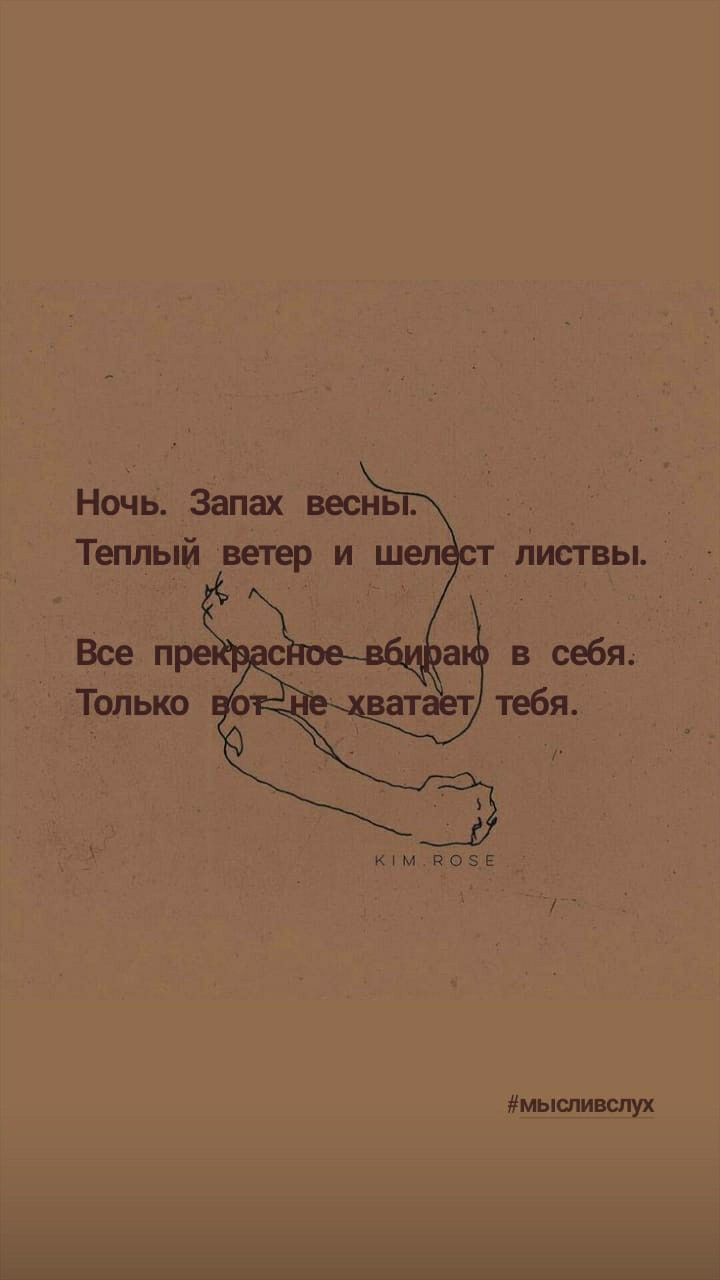 Ночь. Запах весны.
Теплый ветер и шелест листвы.
Все прекрасное вбираю в себя.
Только вот не хватает тебя.
KIM.ROSE
#мысливслух